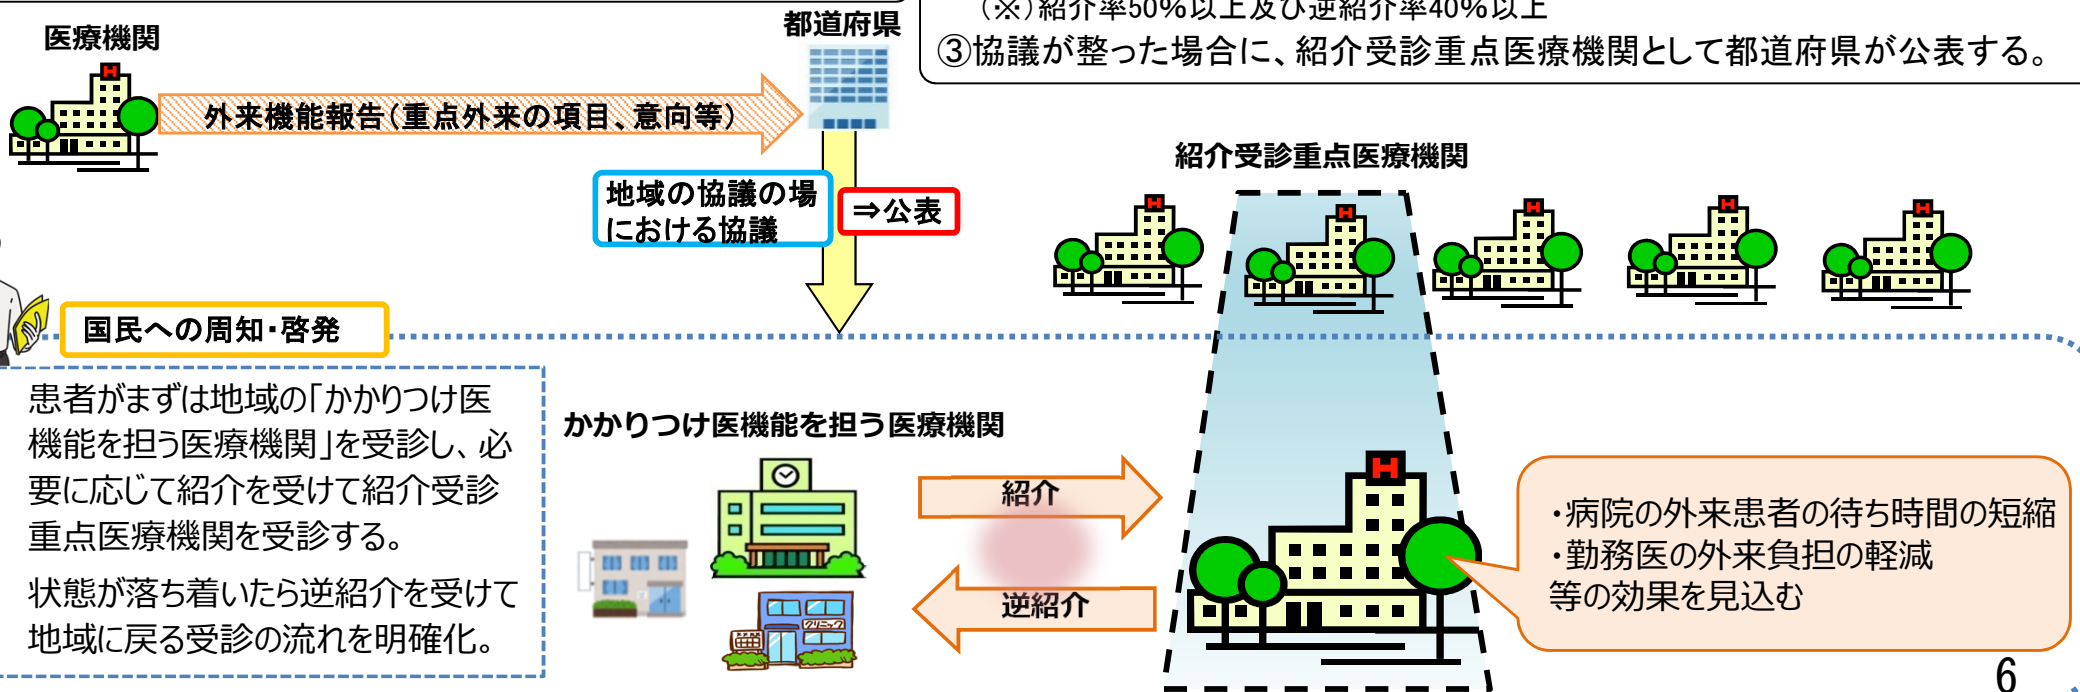 (※)紹介率50%以上及び逆紹介率40%以上
③協議が整った場合に、紹介受診重点医療機関として都道府県が公表する。
医療機関
都道府県
外来機能報告(重点外来の項目、意向等)
地域の協議の場
における協議
⇒公表
紹介受診重点医療機関
国民への周知・啓発
患者がまずは地域の「かかりつけ医
機能を担う医療機関」を受診し、必
要に応じて紹介を受けて紹介受診
重点医療機関を受診する。
状態が落ち着いたら逆紹介を受けて
地域に戻る受診の流れを明確化。
かかりつけ医機能を担う医療機関
クリニック
紹介
逆紹介
H
H
H
H
H
H
H
・病院の外来患者の待ち時間の短縮
・勤務医の外来負担の軽減
等の効果を見込む
6